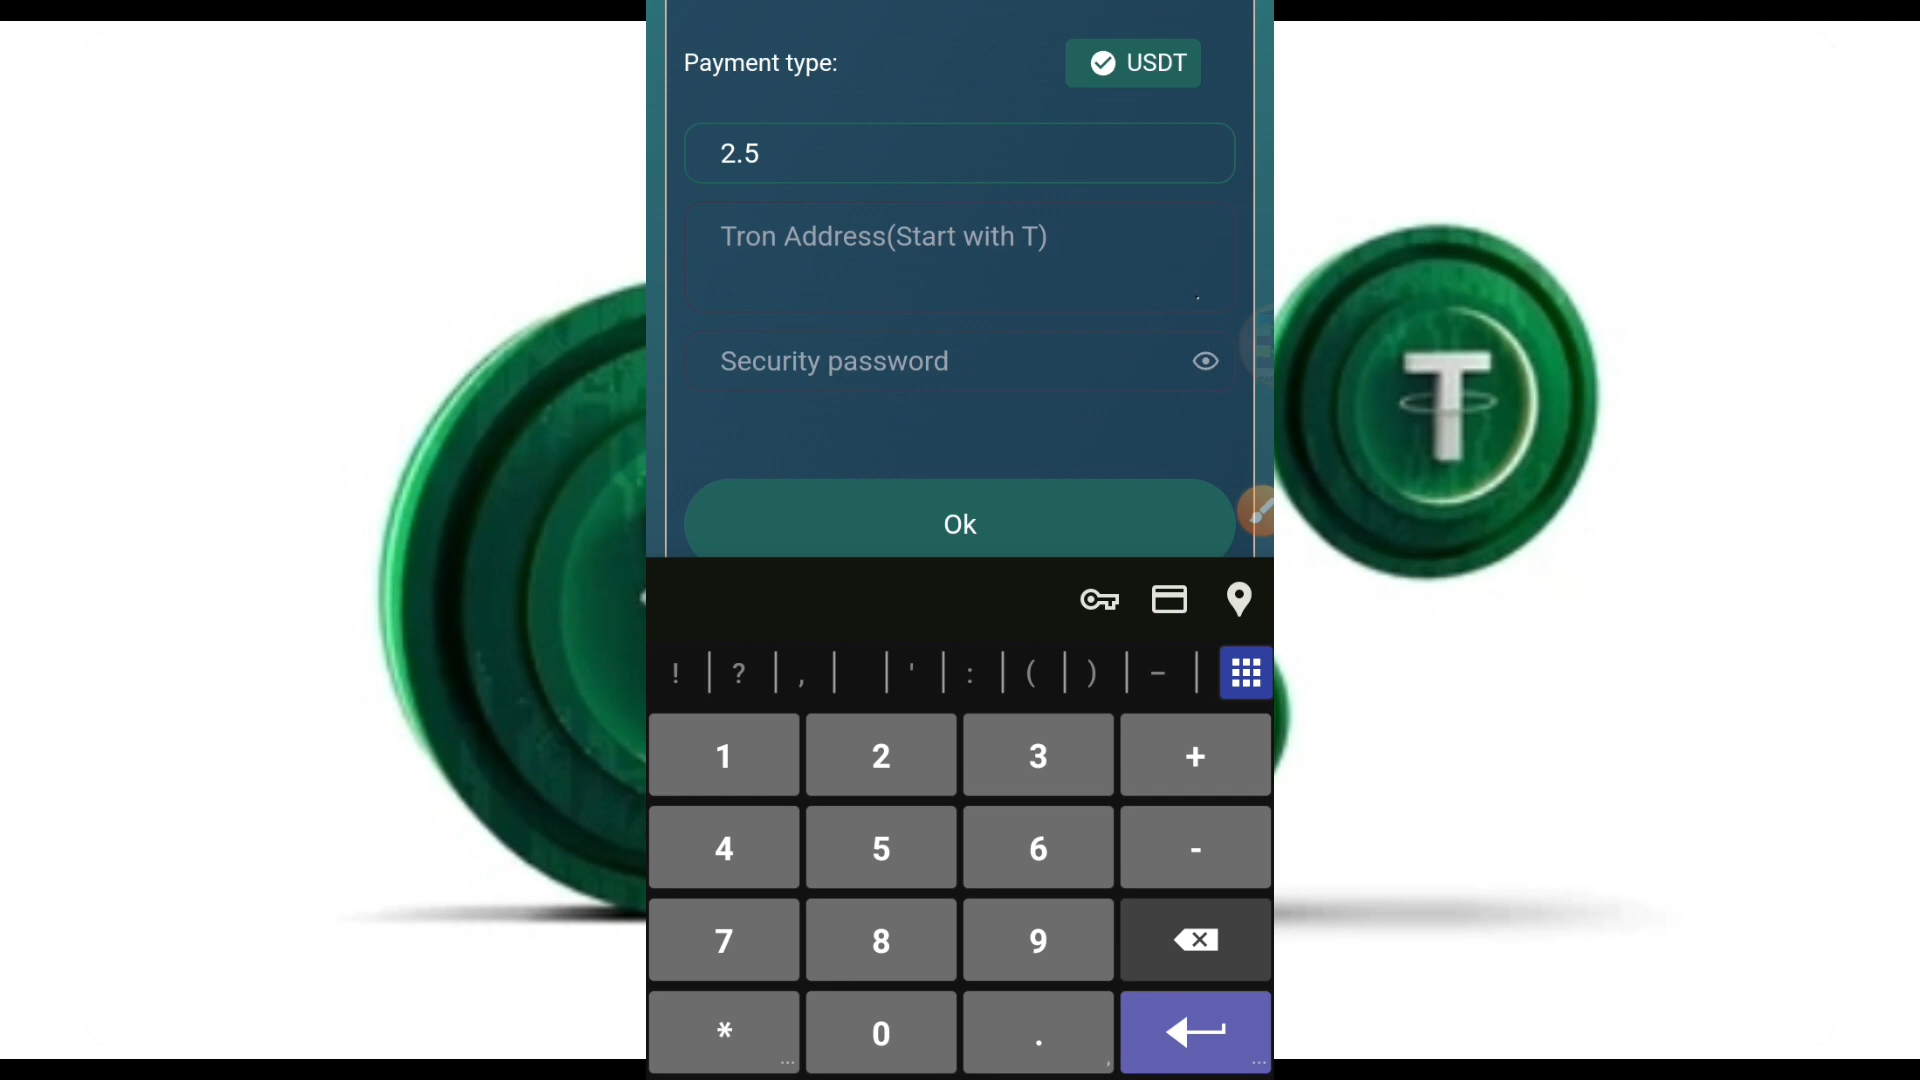 Payment type:
USDT
2.5
Tron Address(Start with T)
Security password
Ok
! ? , ' : ( ) –
1 2 3 +
4 5 6 -
7 8 9
* 0 .
T